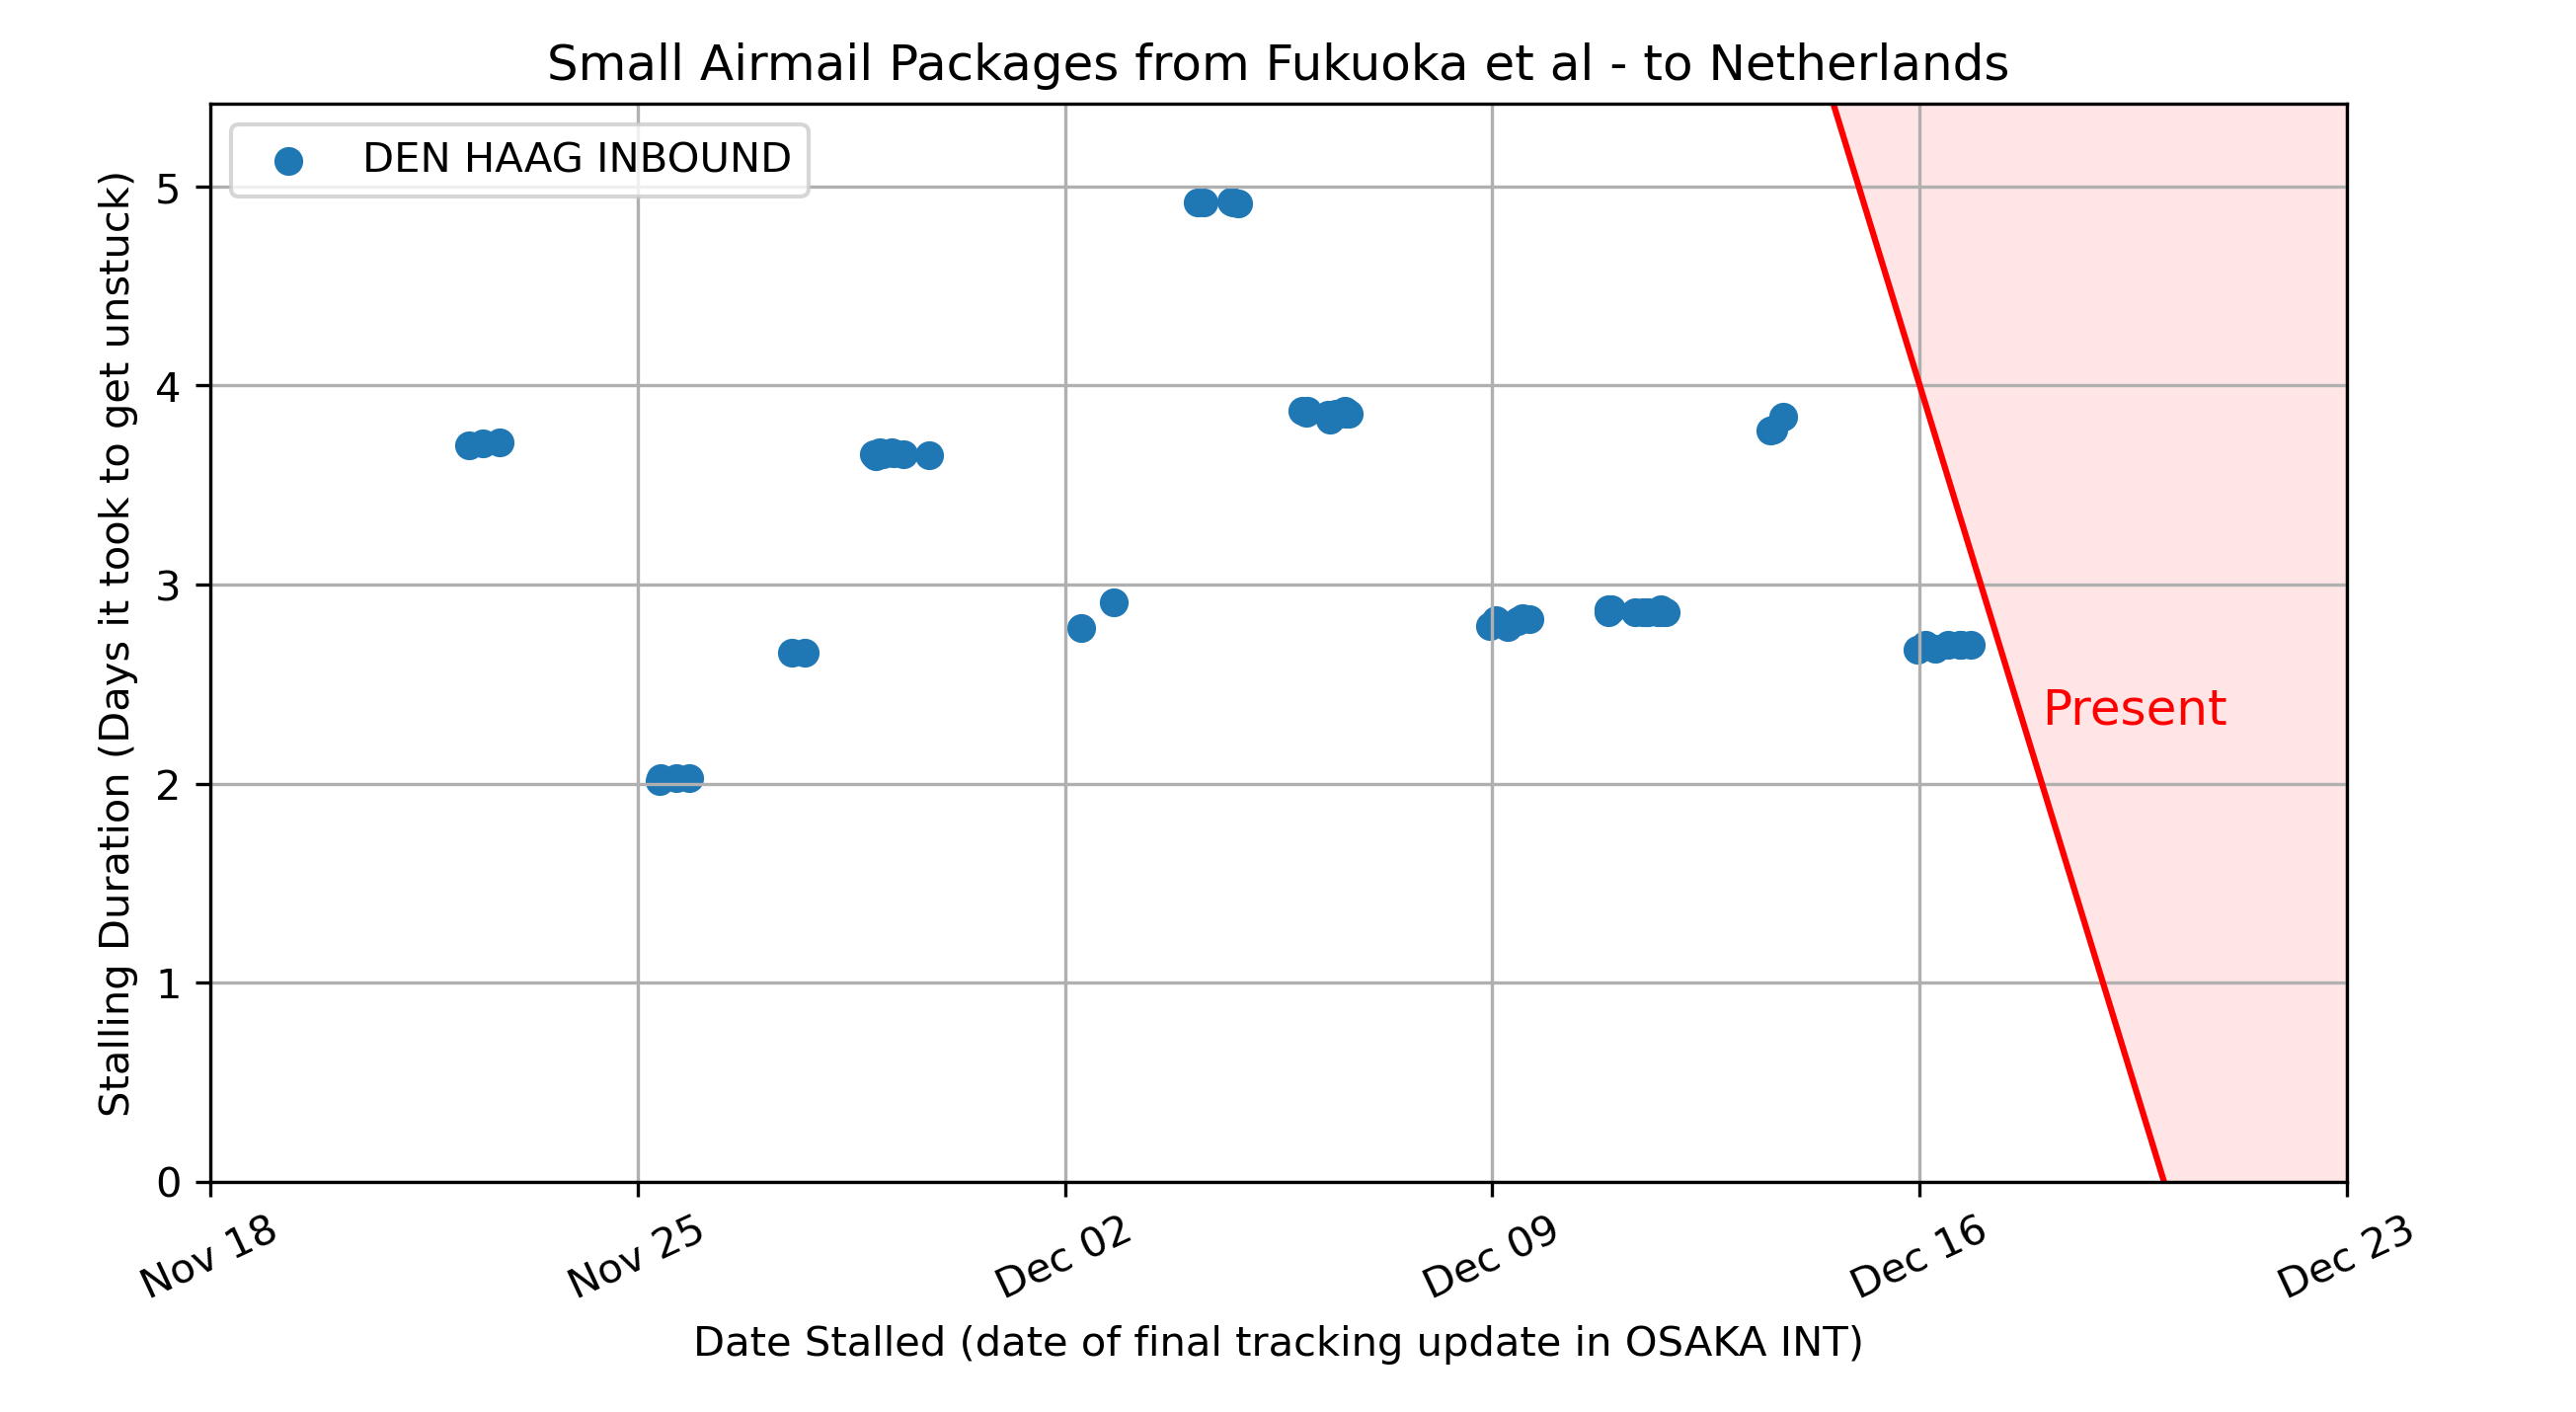 Small Airmail Packages from Fukuoka et al - to Netherlands
DEN HAAG INBOUND
Stalling Duration (Days it took to get unstuck)
5
4
3
2
1
0
Present
Nov 18
Nov 25
Dec 02
Dec 09
Dec 16
Dec 23
Date Stalled (date of final tracking update in OSAKA INT)